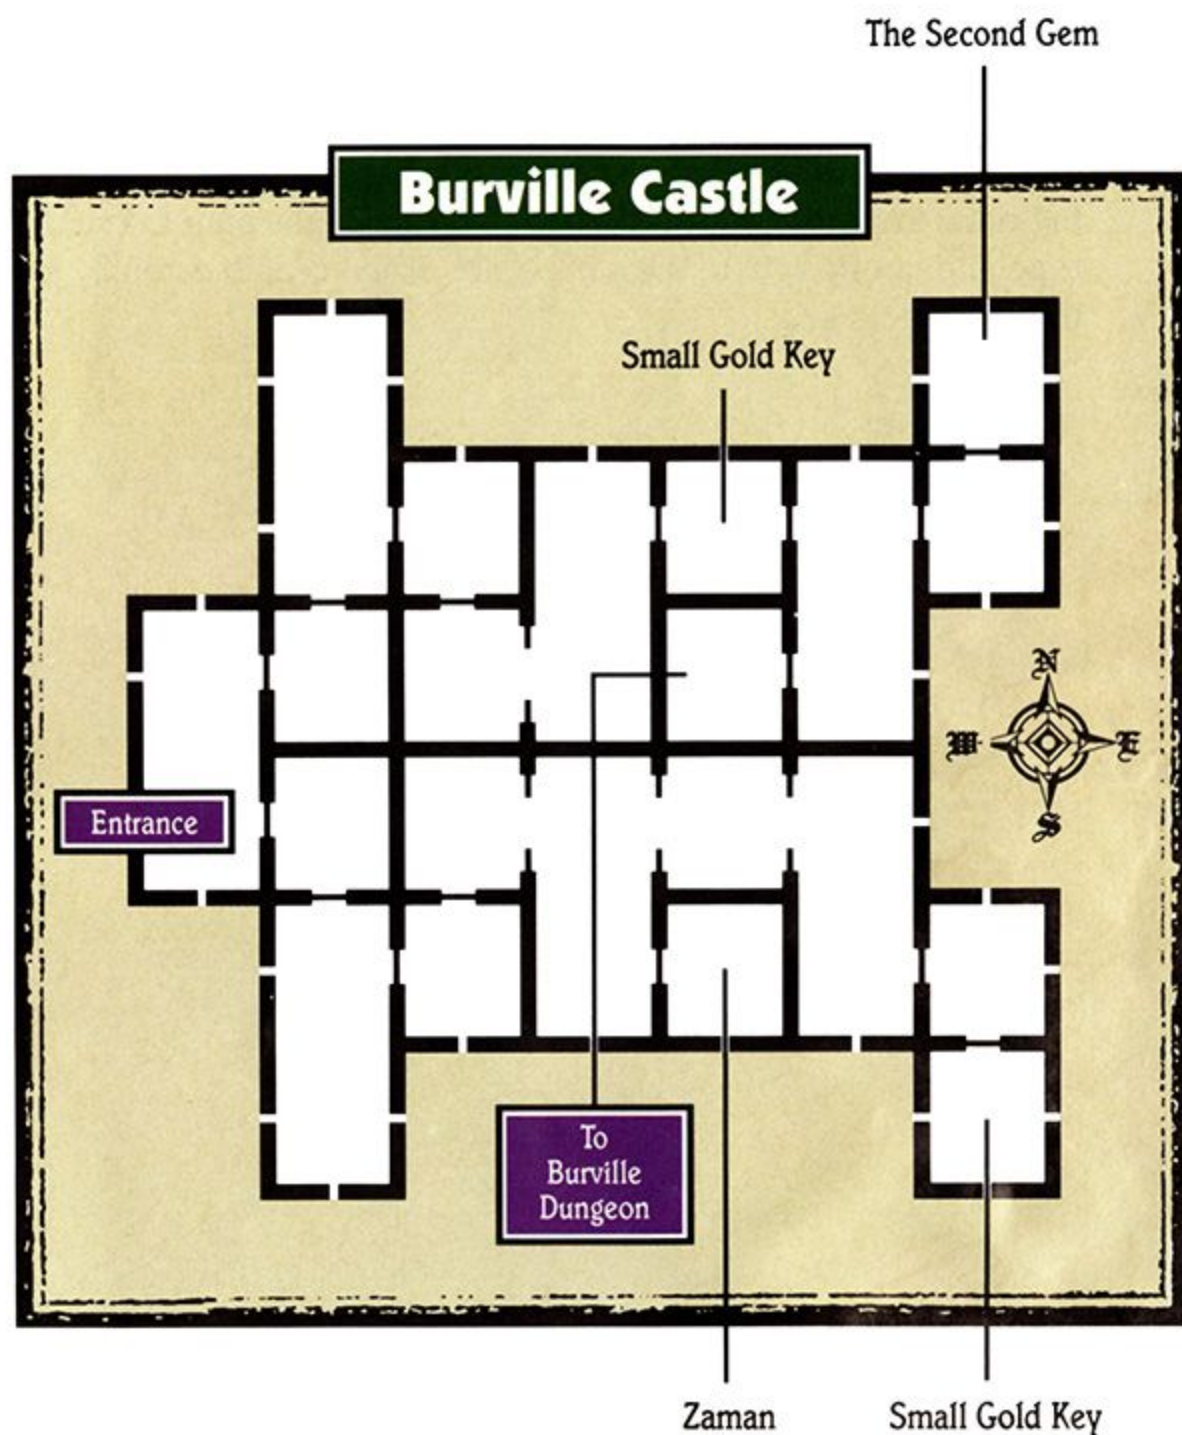 The Second Gem
Burville Castle
Small Gold Key
N
W
E
S
Entrance
To
Burville
Dungeon
Zaman
Small Gold Key